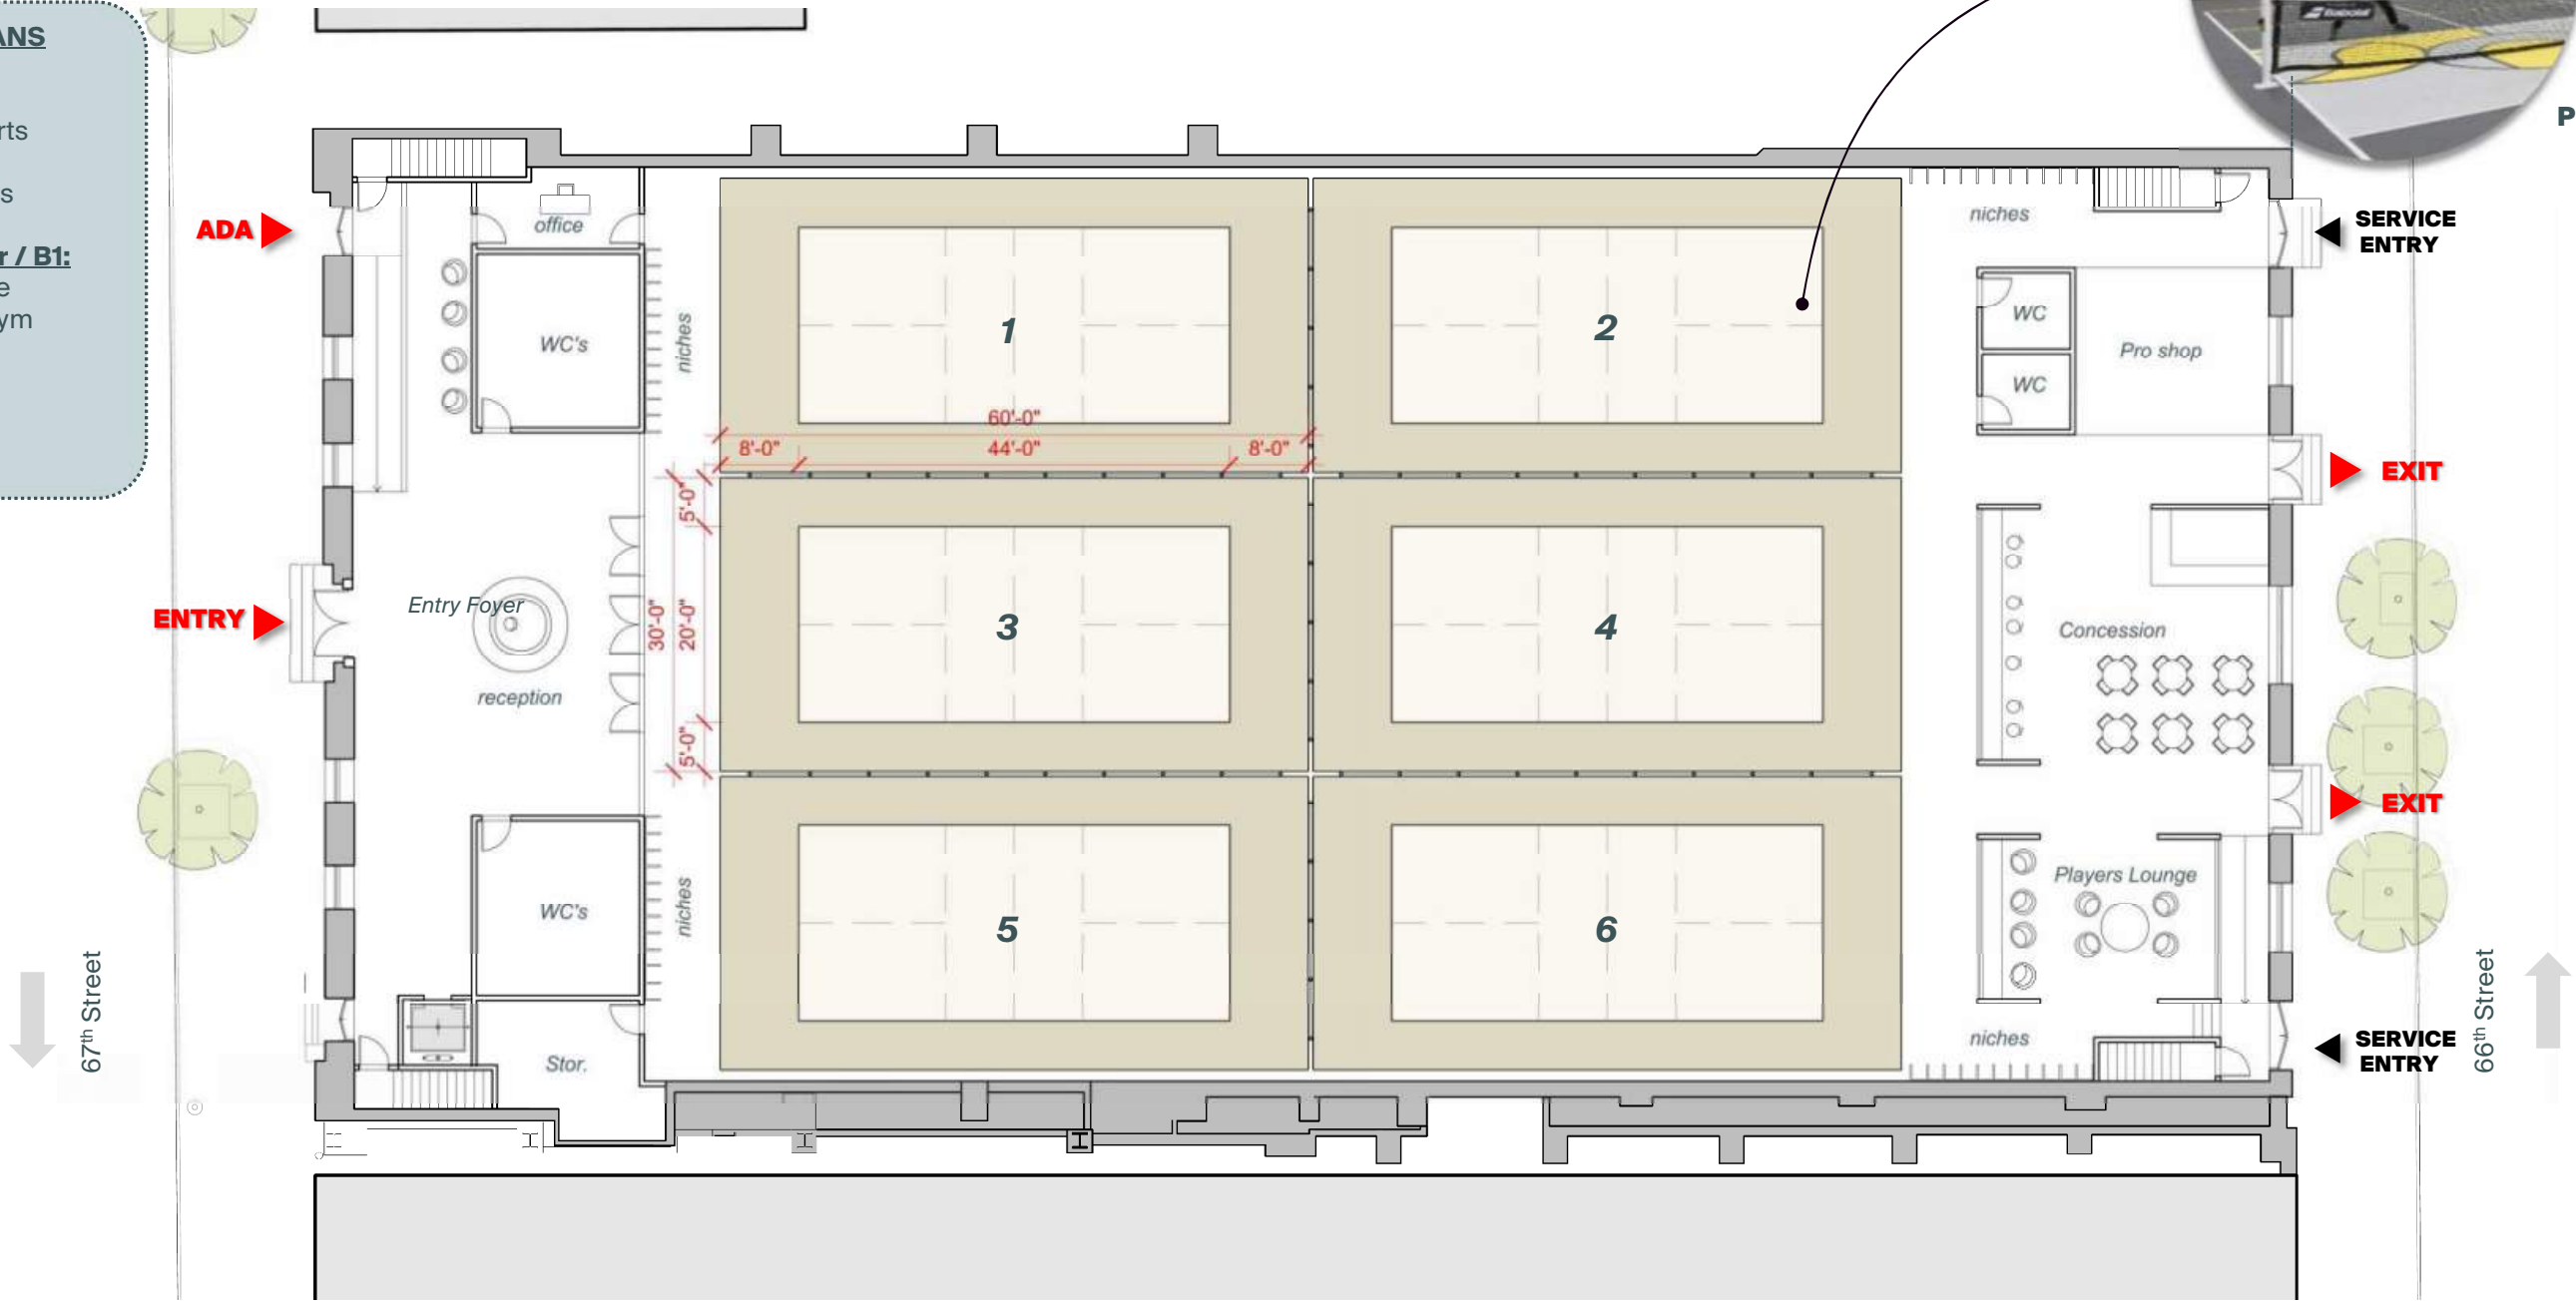 ANS
rts
s
r / B1:
e
ym
BABOLAT
P
ADA
office
niches
SERVICE
ENTRY
WC's
niches
1
2
WC
Pro shop
WC
60'-0"
8'-0"
44'-0"
8'-0"
EXIT
5'-0"
ENTRY
Entry Foyer
30'-0"
20'-0"
3
4
Concession
reception
5'-0"
EXIT
WC's
niches
5
6
Players Lounge
67th Street
66th Street
Stor.
niches
SERVICE
ENTRY